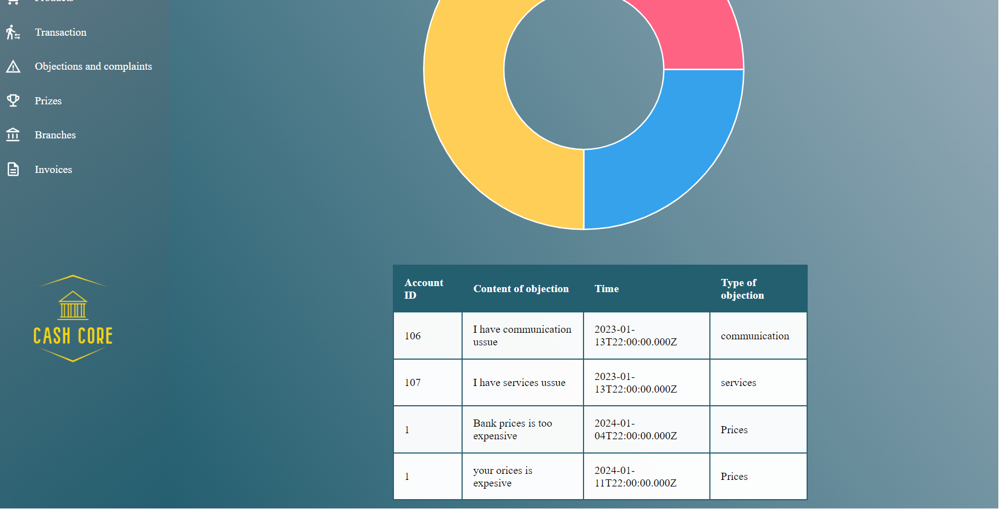 Products
Transaction
Objections and complaints
Prizes
Branches
Invoices
CASH CORE
Account
ID
Content of objection
Time
Type of
objection
106
I have communication
ussue
2023-01-
13T22:00:00.000Z
communication
107
I have services ussue
2023-01-
13T22:00:00.000Z
services
1
Bank prices is too
expensive
2024-01-
04T22:00:00.000Z
Prices
1
your orices is
expesive
2024-01-
11T22:00:00.000Z
Prices